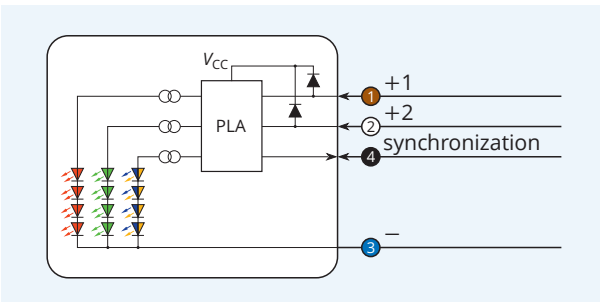 VCC
PLA
1 +1
2 +2
4 synchronization
3 −